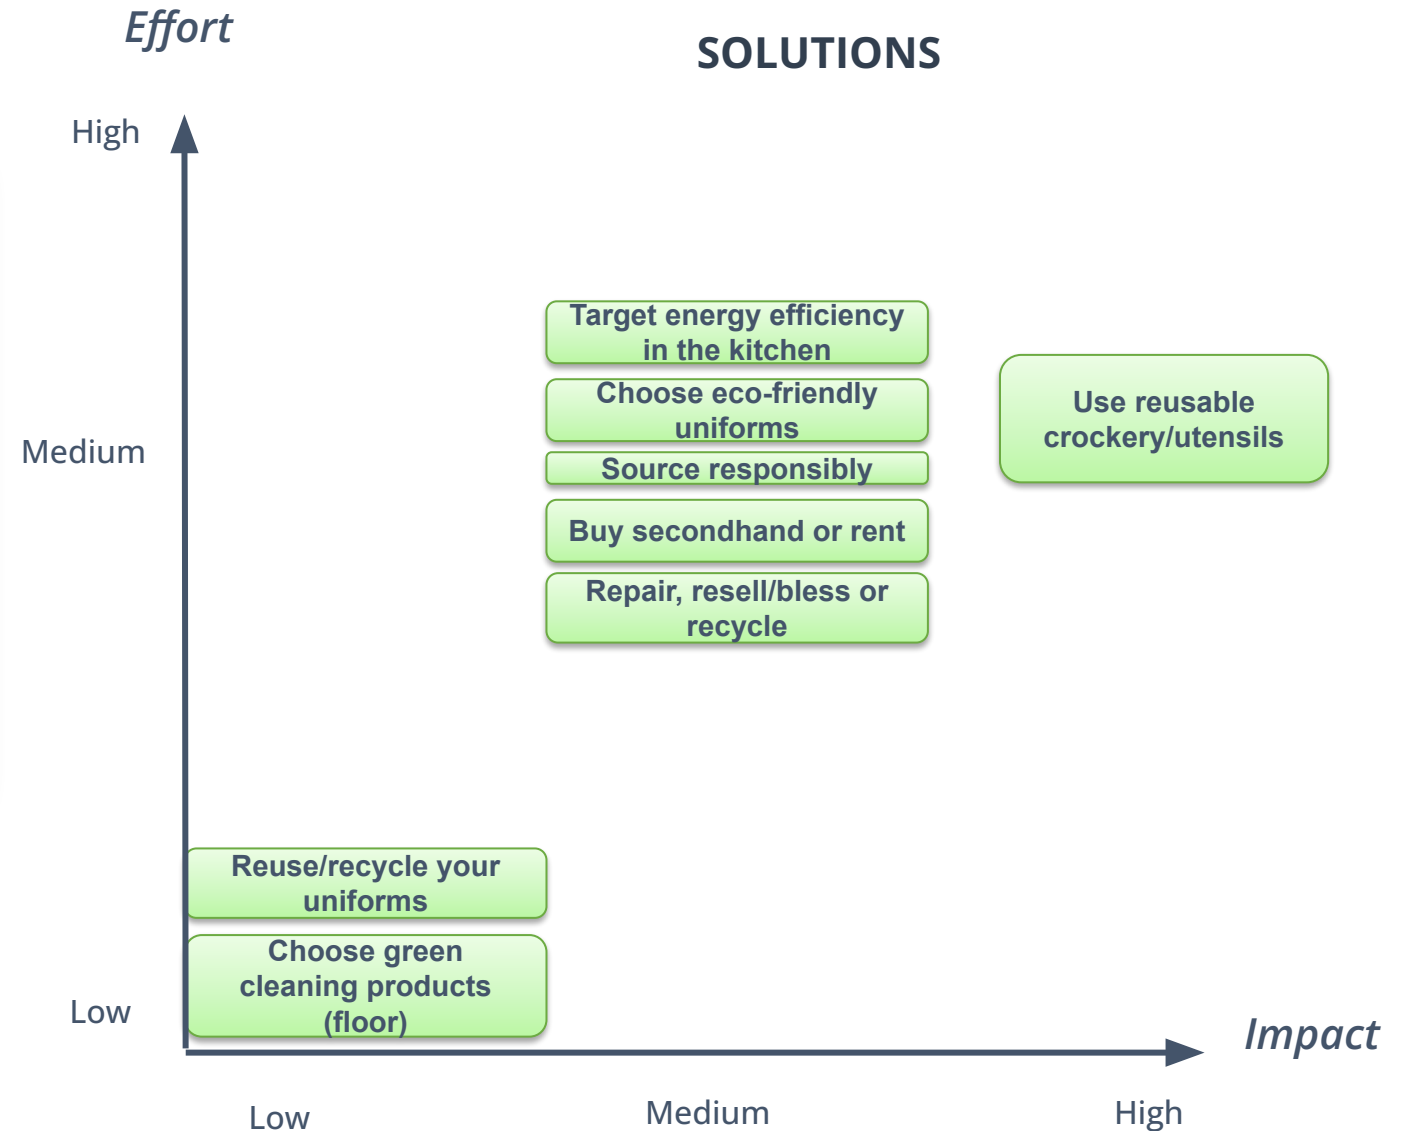 Effort
SOLUTIONS
High
Target energy efficiency
in the kitchen
Choose eco-friendly
uniforms
Use reusable
crockery/utensils
Medium
Source responsibly
Buy secondhand or rent
Repair, resell/bless or
recycle
Reuse/recycle your
uniforms
Choose green
cleaning products
(floor)
Low
Impact
Low
Medium
High